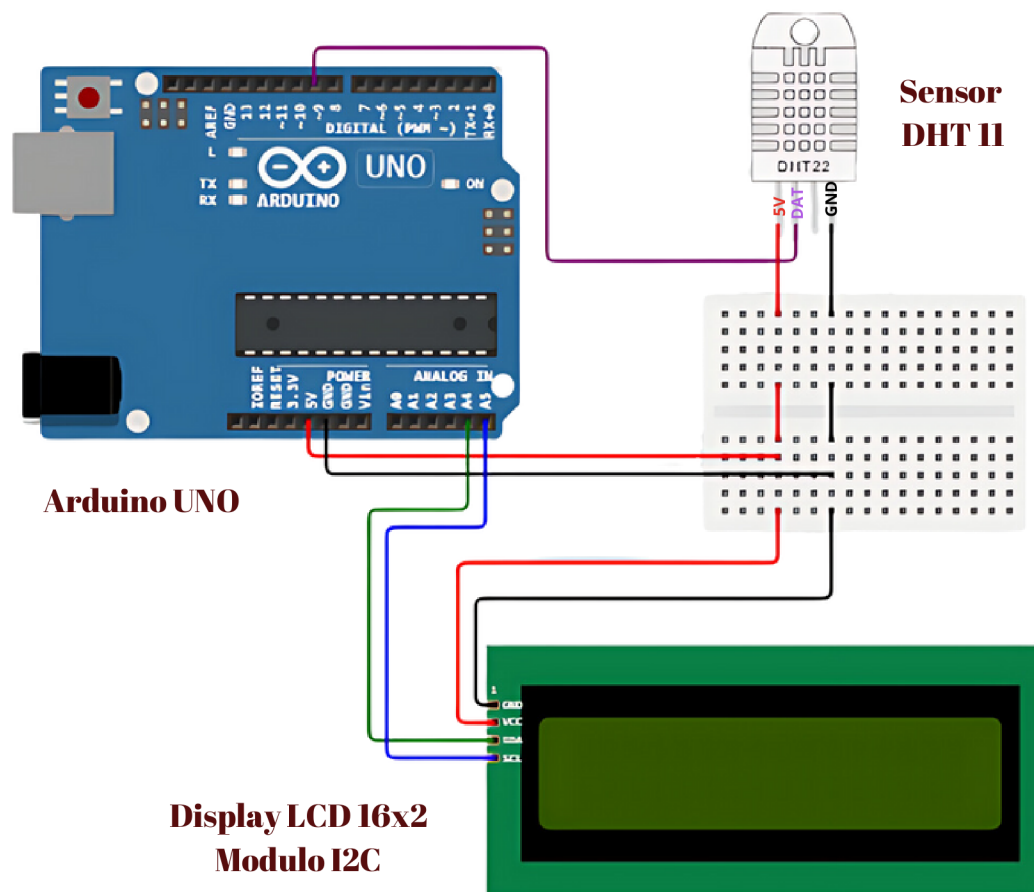 Sensor
DHT 11
DHT22
5V
DAT
GND
AREF
GND
13
12
~11
~10
~9
8
7
~6
~5
4
~3
2
TX→1
RX←0
DIGITAL (PWM ~)
L
TX
RX
UNO
ARDUINO
ON
IOREF
RESET
3.3V
5V
GND
GND
Vin
POWER
ANALOG IN
A0
A1
A2
A3
A4
A5
Arduino UNO
1
GND
VCC
SDA
SCL
Display LCD 16x2
Modulo I2C